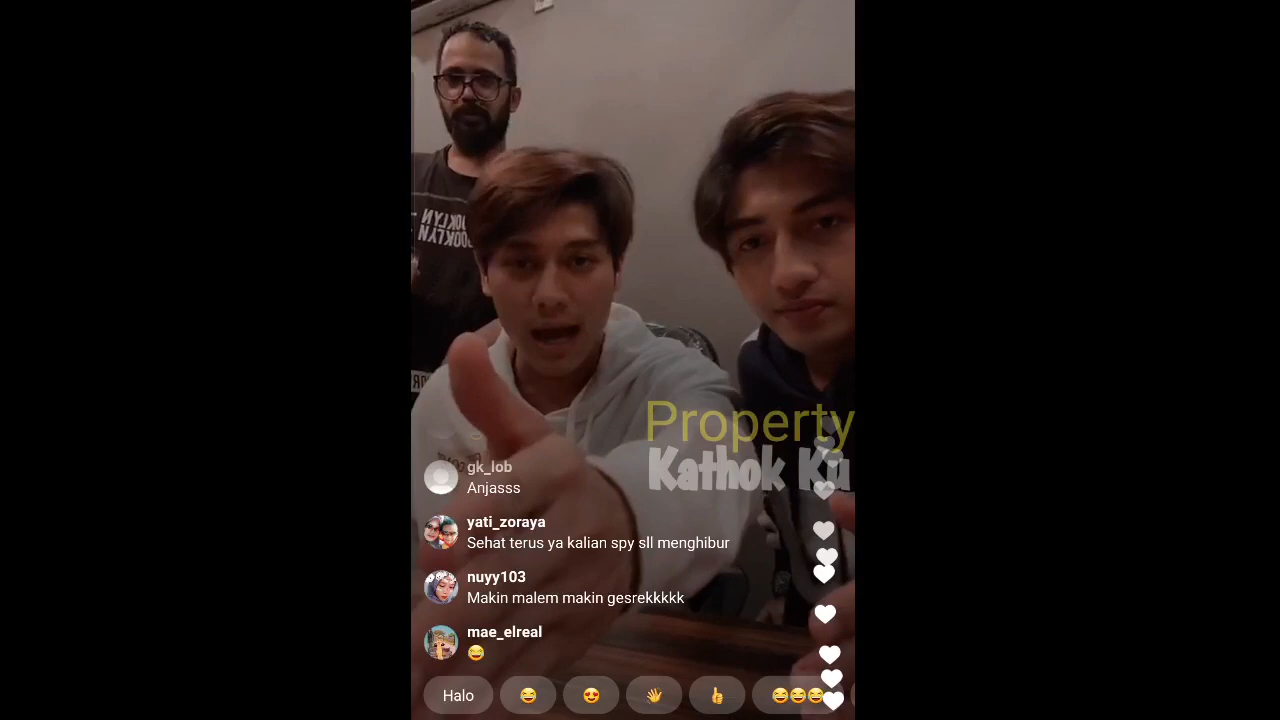 Property
Kathok Ku
gk_lob
Anjasss
yati_zoraya
Sehat terus ya kalian spy sll menghibur
nuyy103
Makin malem makin gesrekkkkk
mae_elreal
😂
Halo 😂 😍 👋 👍 😂😂😂